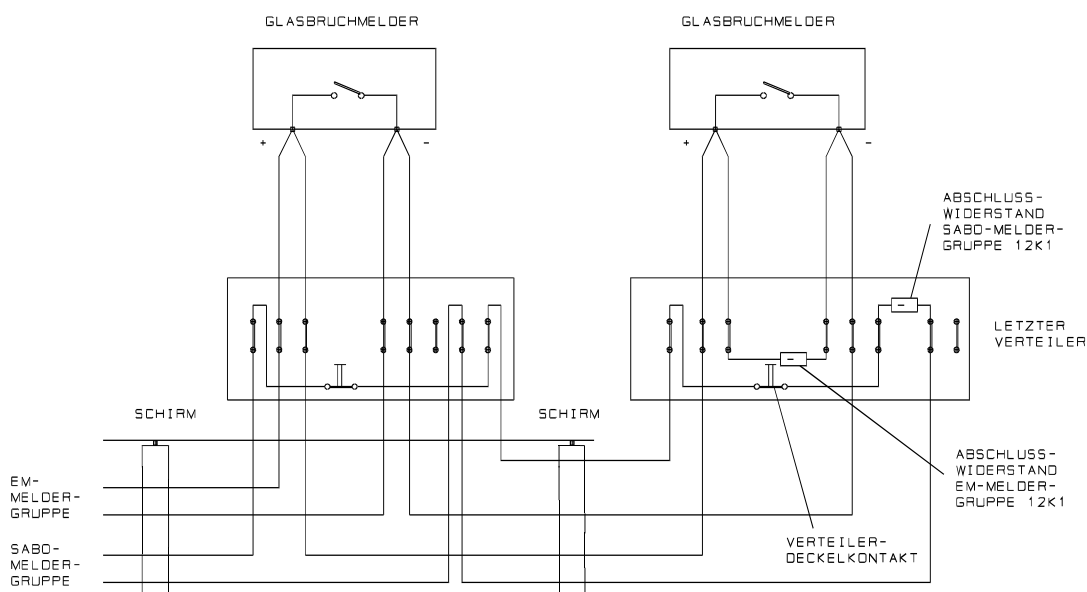 GLASBRUCHMELDER
GLASBRUCHMELDER
+
-
+
-
ABSCHLUSS-
WIDERSTAND
SABO-MELDER-
GRUPPE 12K1
LETZTER
VERTEILER
SCHIRM
SCHIRM
EM-
MELDER-
GRUPPE
SABO-
MELDER-
GRUPPE
ABSCHLUSS-
WIDERSTAND
EM-MELDER-
GRUPPE 12K1
VERTEILER-
DECKELKONTAKT